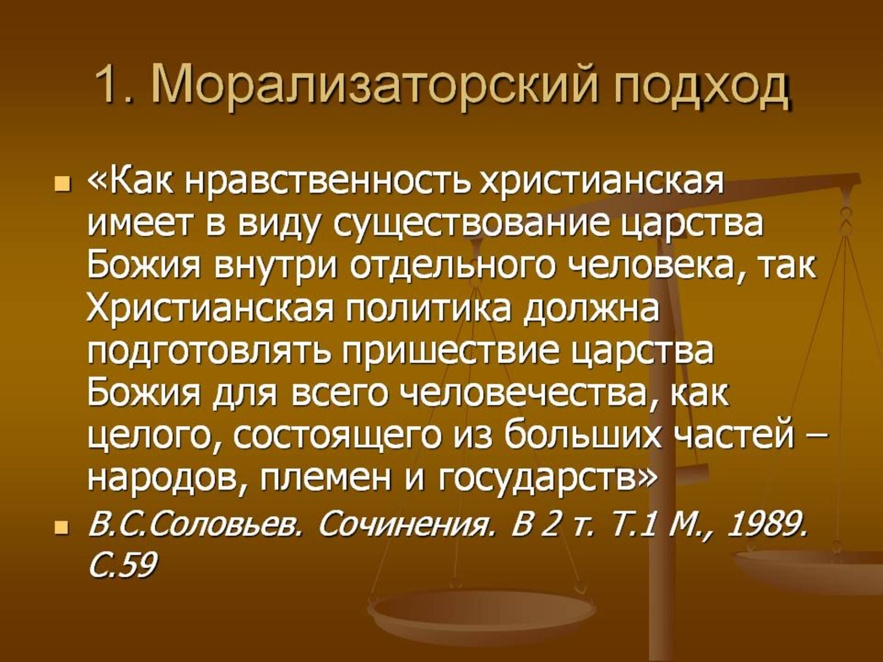 1. Морализаторский подход
«Как нравственность христианская
имеет в виду существование царства
Божия внутри отдельного человека, так
Христианская политика должна
подготовлять пришествие царства
Божия для всего человечества, как
целого, состоящего из больших частей –
народов, племен и государств»
В.С.Соловьев. Сочинения. В 2 т. Т.1 М., 1989.
С.59